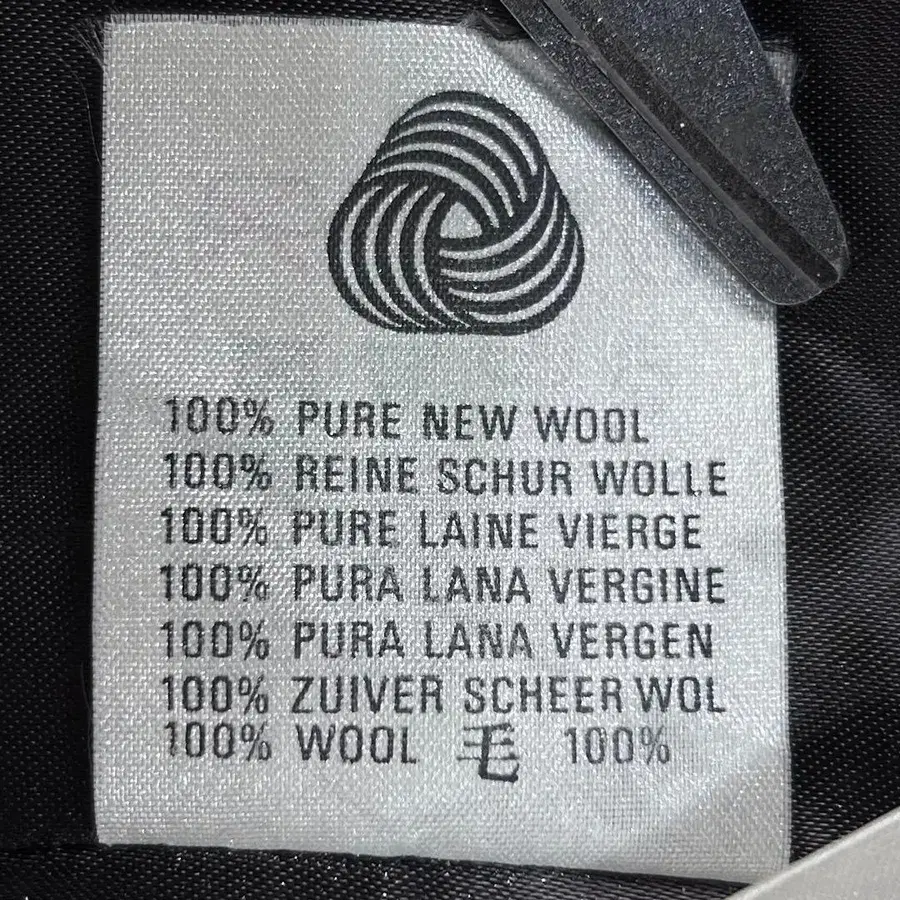 100% PURE NEW WOOL
100% REINE SCHUR WOLLE
100% PURE LAINE VIERGE
100% PURA LANA VERGINE
100% PURA LANA VERGEN
100% ZUIVER SCHEER WOL
100% WOOL 毛 100%